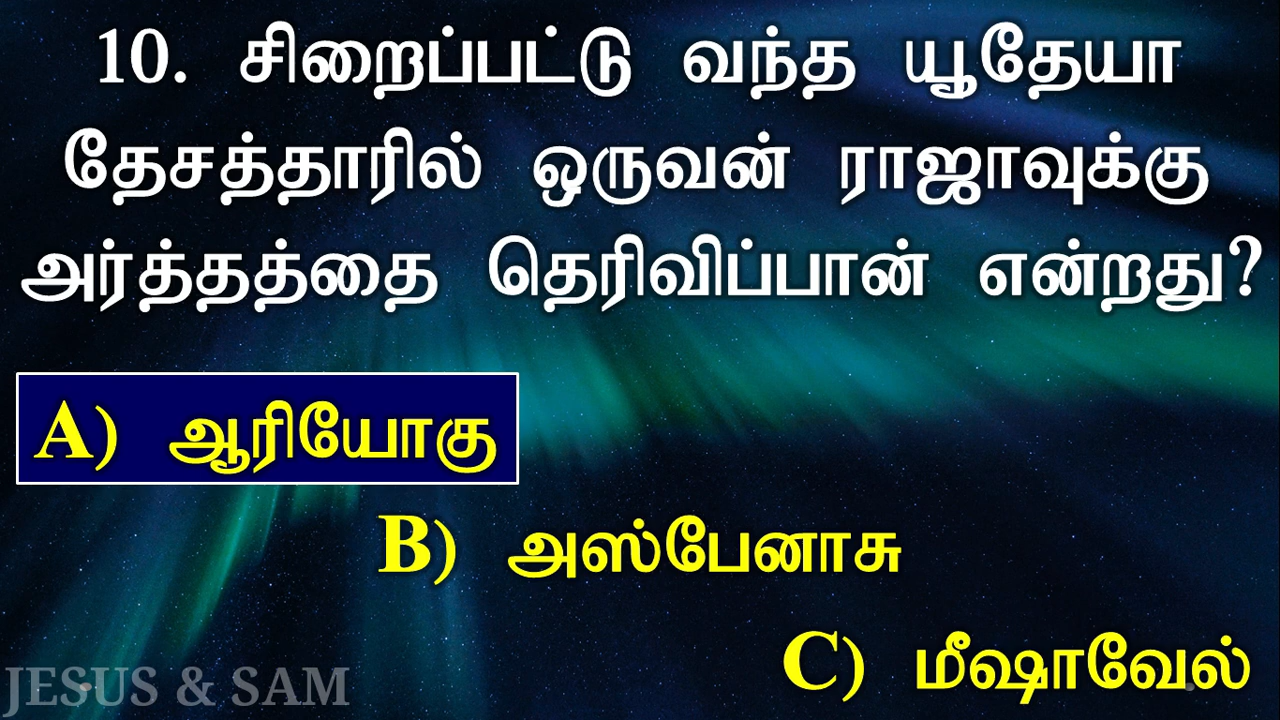 10. சிறைப்பட்டு வந்த யூதேயா
தேசத்தாரில் ஒருவன் ராஜாவுக்கு
அர்த்தத்தை தெரிவிப்பான் என்றது?
A) ஆரியோகு
B) அஸ்பேனாசு
C) மீஷாவேல்
JESUS & SAM